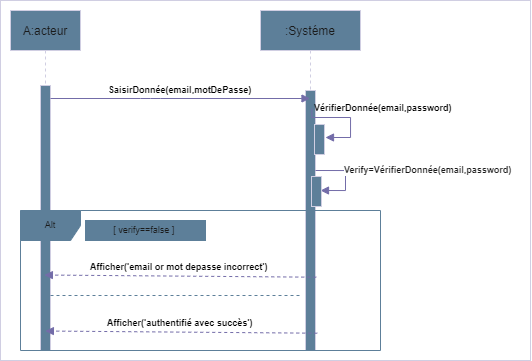 A:acteur
:Systéme
SaisirDonnée(email,motDePasse)
VérifierDonnée(email,password)
Verify=VérifierDonnée(email,password)
Alt
[ verify==false ]
Afficher('email or mot depasse incorrect')
Afficher('authentifié avec succès')